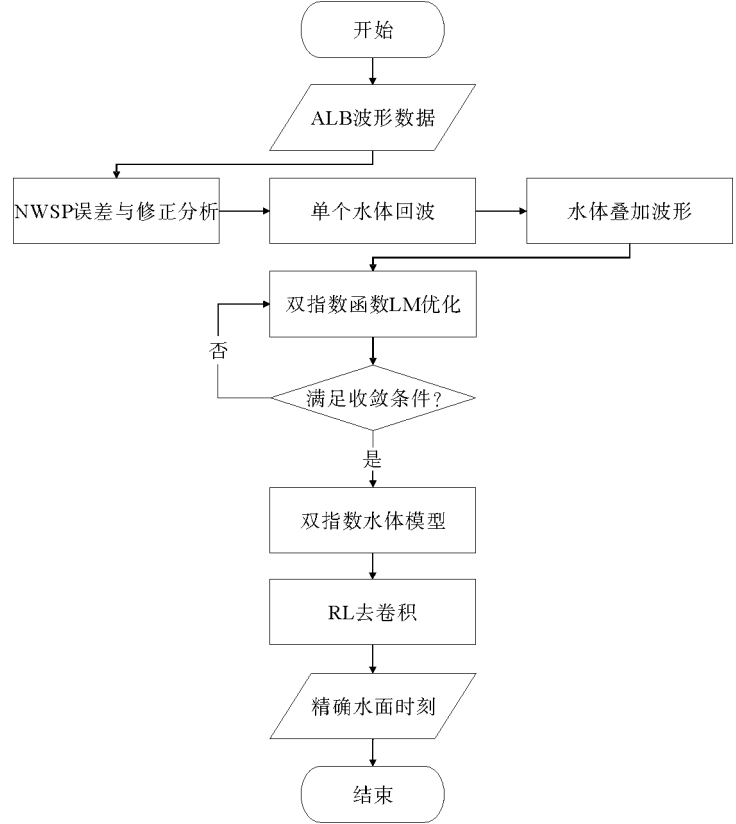 开始
ALB波形数据
NWSP误差与修正分析
单个水体回波
水体叠加波形
双指数函数LM优化
否
满足收敛条件?
是
双指数水体模型
RL去卷积
精确水面时刻
结束